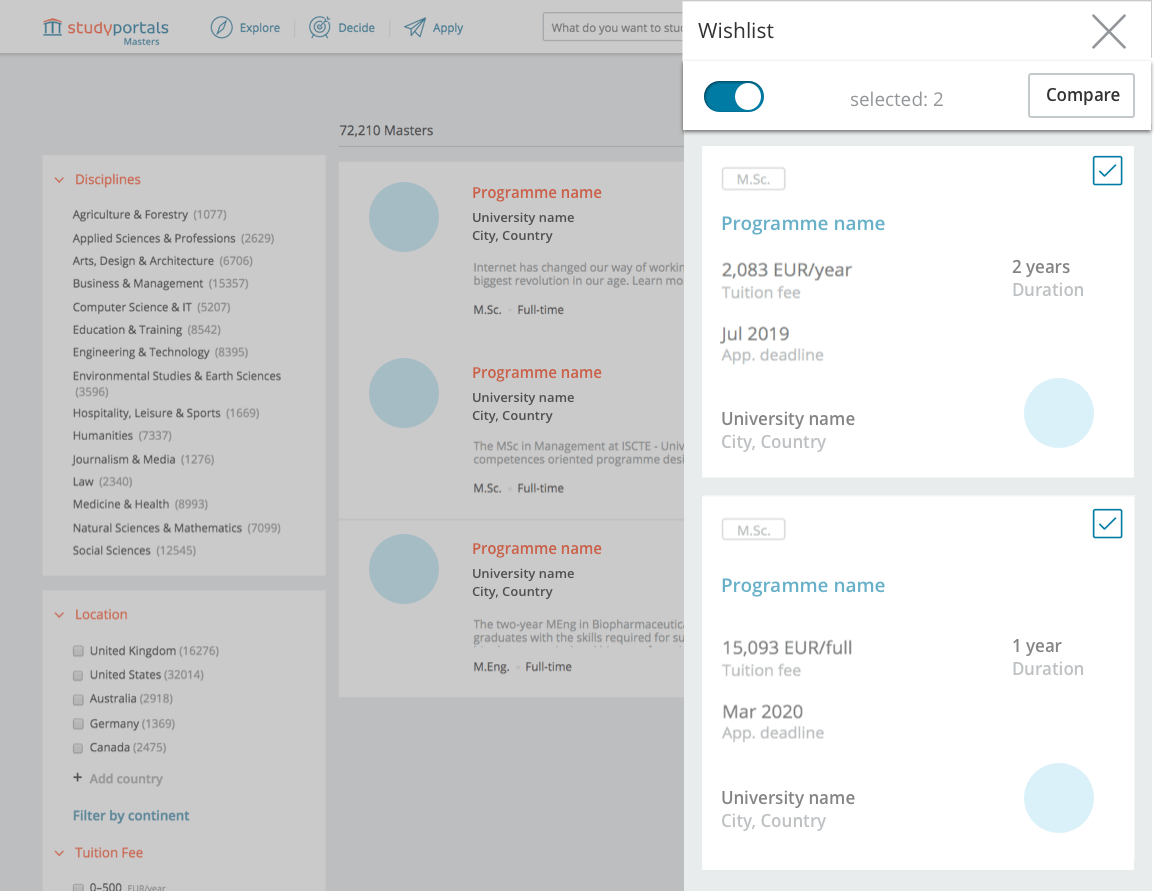 studyportals
Masters
Explore
Decide
Apply
What do you want to stu
72,210 Masters
Disciplines
Agriculture & Forestry (1077)
Applied Sciences & Professions (2629)
Arts, Design & Architecture (6706)
Business & Management (15357)
Computer Science & IT (5207)
Education & Training (8542)
Engineering & Technology (8395)
Environmental Studies & Earth Sciences
(3596)
Hospitality, Leisure & Sports (1669)
Humanities (7337)
Journalism & Media (1276)
Law (2340)
Medicine & Health (8993)
Natural Sciences & Mathematics (7099)
Social Sciences (12545)
Location
United Kingdom (16276)
United States (32014)
Australia (2918)
Germany (1369)
Canada (2475)
+ Add country
Filter by continent
Tuition Fee
0–500 EUR/year
Programme name
University name
City, Country
Internet has changed our way of workin
biggest revolution in our age. Learn mo
M.Sc. Full-time
Programme name
University name
City, Country
The MSc in Management at ISCTE - Univ
competences oriented programme desi
M.Sc. Full-time
Programme name
University name
City, Country
The two-year MEng in Biopharmaceutica
graduates with the skills required for su
M.Eng. Full-time
Wishlist
selected: 2
Compare
M.Sc.
Programme name
2,083 EUR/year
Tuition fee
2 years
Duration
Jul 2019
App. deadline
University name
City, Country
M.Sc.
Programme name
15,093 EUR/full
Tuition fee
1 year
Duration
Mar 2020
App. deadline
University name
City, Country